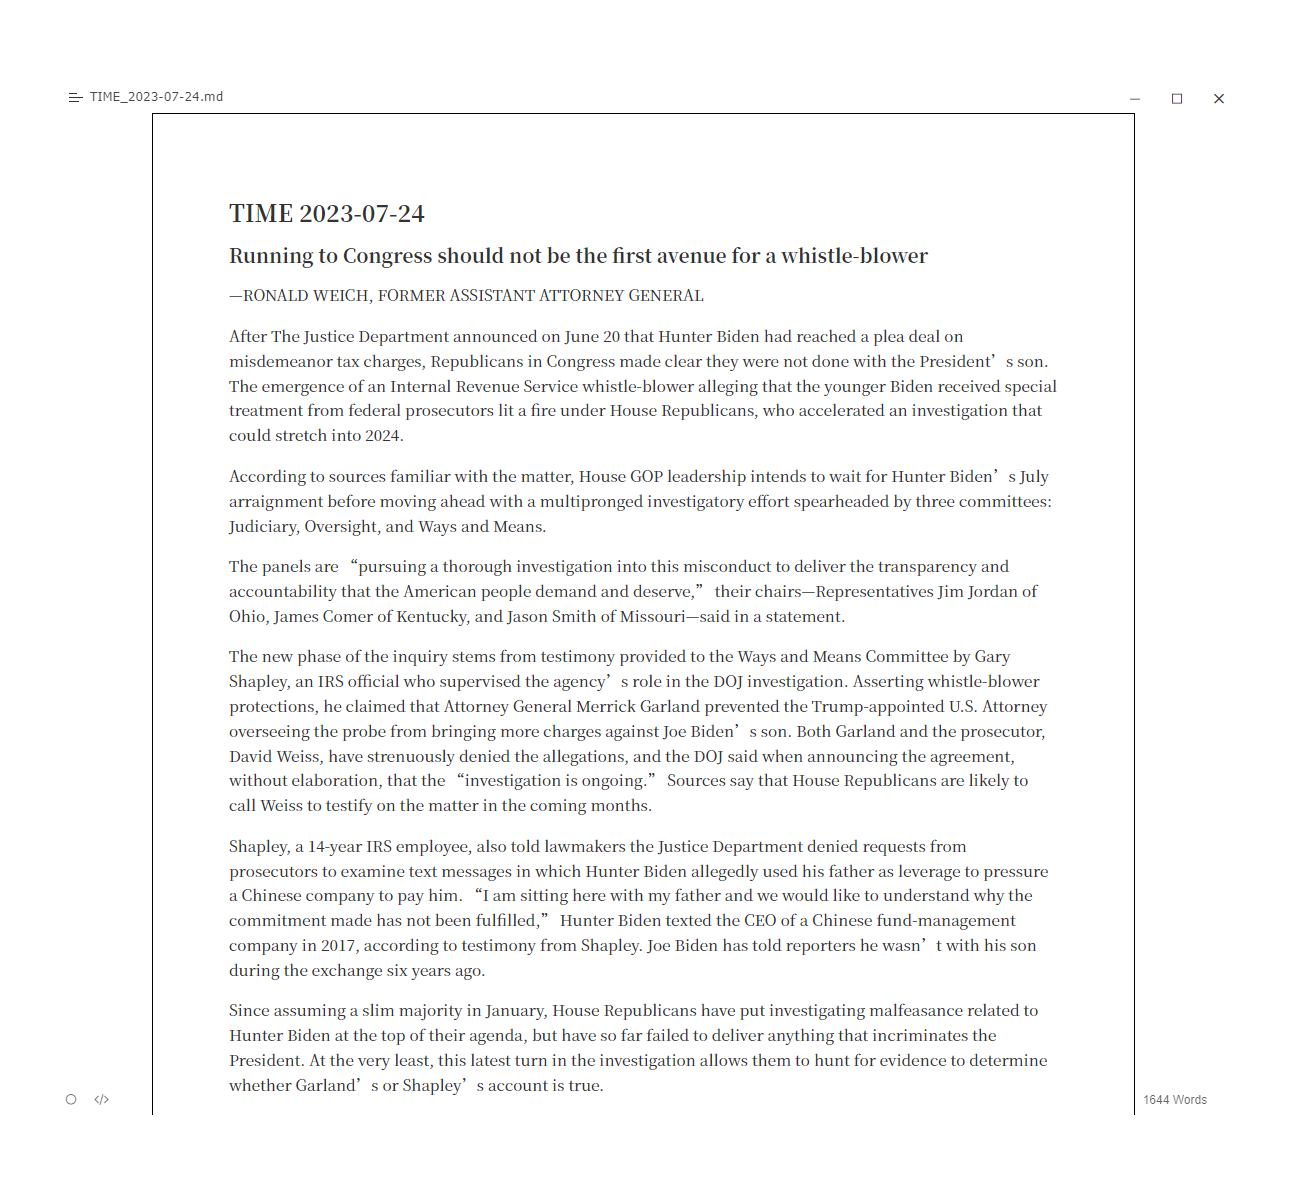 TIME_2023-07-24.md
TIME 2023-07-24
Running to Congress should not be the first avenue for a whistle-blower
—RONALD WEICH, FORMER ASSISTANT ATTORNEY GENERAL
After The Justice Department announced on June 20 that Hunter Biden had reached a plea deal on
misdemeanor tax charges, Republicans in Congress made clear they were not done with the President’s son.
The emergence of an Internal Revenue Service whistle-blower alleging that the younger Biden received special
treatment from federal prosecutors lit a fire under House Republicans, who accelerated an investigation that
could stretch into 2024.
According to sources familiar with the matter, House GOP leadership intends to wait for Hunter Biden’s July
arraignment before moving ahead with a multipronged investigatory effort spearheaded by three committees:
Judiciary, Oversight, and Ways and Means.
The panels are “pursuing a thorough investigation into this misconduct to deliver the transparency and
accountability that the American people demand and deserve,” their chairs—Representatives Jim Jordan of
Ohio, James Comer of Kentucky, and Jason Smith of Missouri—said in a statement.
The new phase of the inquiry stems from testimony provided to the Ways and Means Committee by Gary
Shapley, an IRS official who supervised the agency’s role in the DOJ investigation. Asserting whistle-blower
protections, he claimed that Attorney General Merrick Garland prevented the Trump-appointed U.S. Attorney
overseeing the probe from bringing more charges against Joe Biden’s son. Both Garland and the prosecutor,
David Weiss, have strenuously denied the allegations, and the DOJ said when announcing the agreement,
without elaboration, that the “investigation is ongoing.” Sources say that House Republicans are likely to
call Weiss to testify on the matter in the coming months.
Shapley, a 14-year IRS employee, also told lawmakers the Justice Department denied requests from
prosecutors to examine text messages in which Hunter Biden allegedly used his father as leverage to pressure
a Chinese company to pay him. “I am sitting here with my father and we would like to understand why the
commitment made has not been fulfilled,” Hunter Biden texted the CEO of a Chinese fund-management
company in 2017, according to testimony from Shapley. Joe Biden has told reporters he wasn’t with his son
during the exchange six years ago.
Since assuming a slim majority in January, House Republicans have put investigating malfeasance related to
Hunter Biden at the top of their agenda, but have so far failed to deliver anything that incriminates the
President. At the very least, this latest turn in the investigation allows them to hunt for evidence to determine
whether Garland’s or Shapley’s account is true.
1644 Words